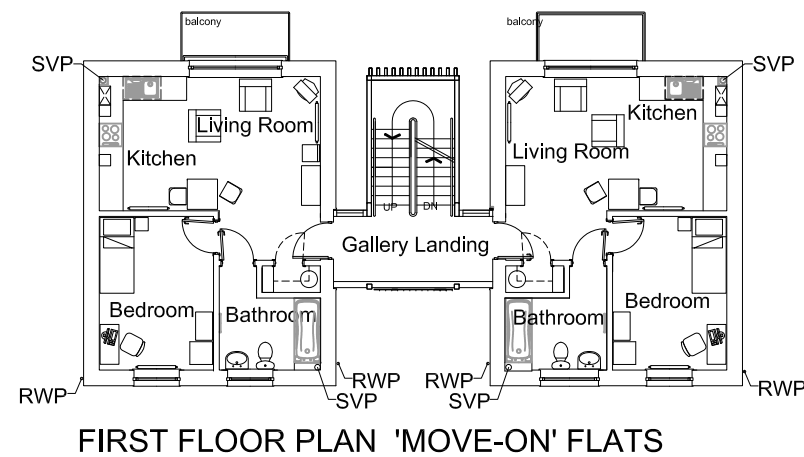 balcony
balcony
SVP
SVP
Kitchen
Living Room
Living Room
Kitchen
UP
DN
Gallery Landing
Bedroom
Bathroom
Bathroom
Bedroom
RWP
RWP
SVP
RWP
SVP
RWP
FIRST FLOOR PLAN 'MOVE-ON' FLATS